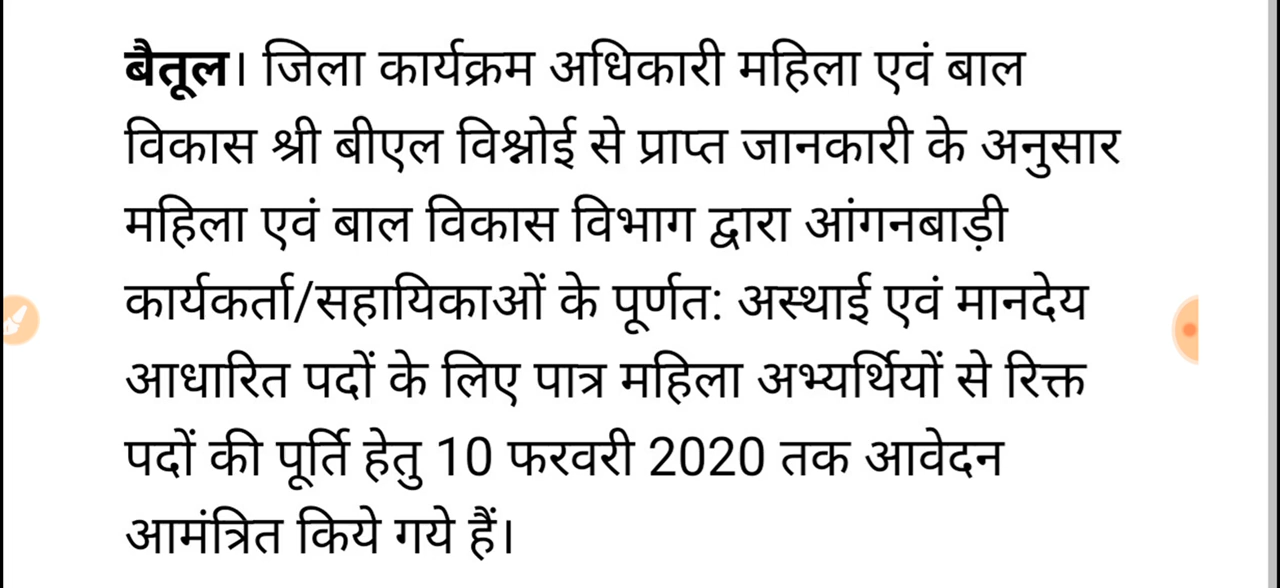 बैतूल। जिला कार्यक्रम अधिकारी महिला एवं बाल
विकास श्री बीएल विश्नोई से प्राप्त जानकारी के अनुसार
महिला एवं बाल विकास विभाग द्वारा आंगनबाड़ी
कार्यकर्ता/सहायिकाओं के पूर्णत: अस्थाई एवं मानदेय
आधारित पदों के लिए पात्र महिला अभ्यर्थियों से रिक्त
पदों की पूर्ति हेतु 10 फरवरी 2020 तक आवेदन
आमंत्रित किये गये हैं।